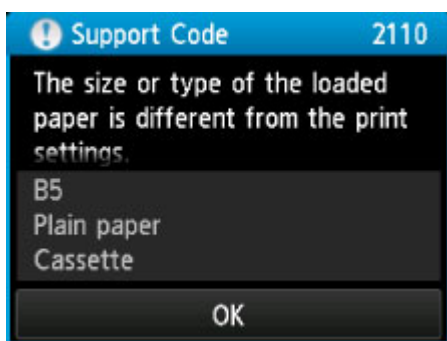 Support Code 2110
The size or type of the loaded
paper is different from the print
settings.
B5
Plain paper
Cassette
OK